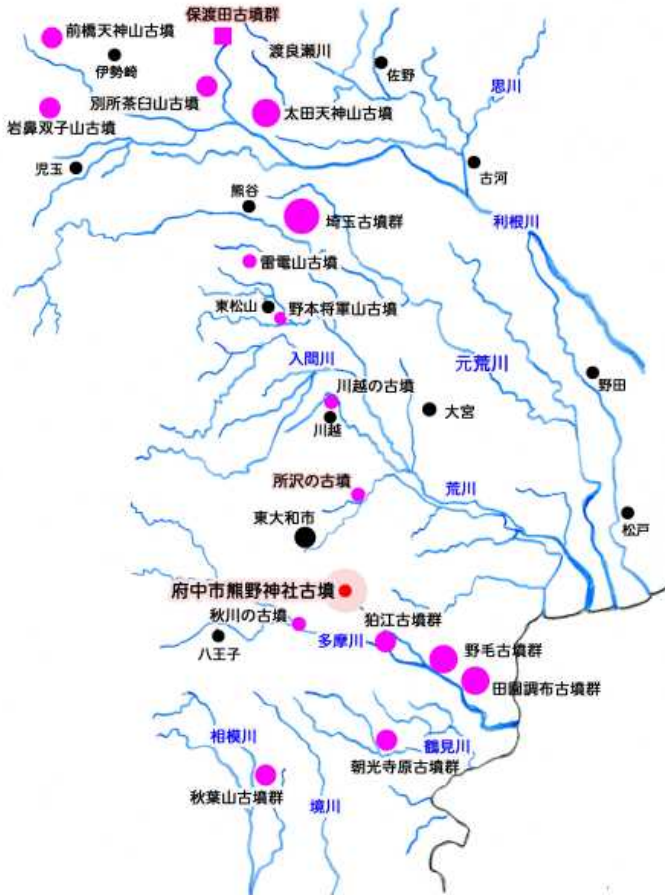 保渡田古墳群
前橋天神山古墳
伊勢崎
渡良瀬川
佐野
思川
別所茶臼山古墳
太田天神山古墳
岩鼻双子山古墳
児玉
古河
熊谷
埼玉古墳群
利根川
雷電山古墳
東松山
野本将軍山古墳
入間川
元荒川
川越の古墳
野田
大宮
川越
所沢の古墳
荒川
東大和市
松戸
府中市熊野神社古墳
秋川の古墳
狛江古墳群
八王子
多摩川
野毛古墳群
田園調布古墳群
相模川
鶴見川
朝光寺原古墳群
秋葉山古墳群
境川